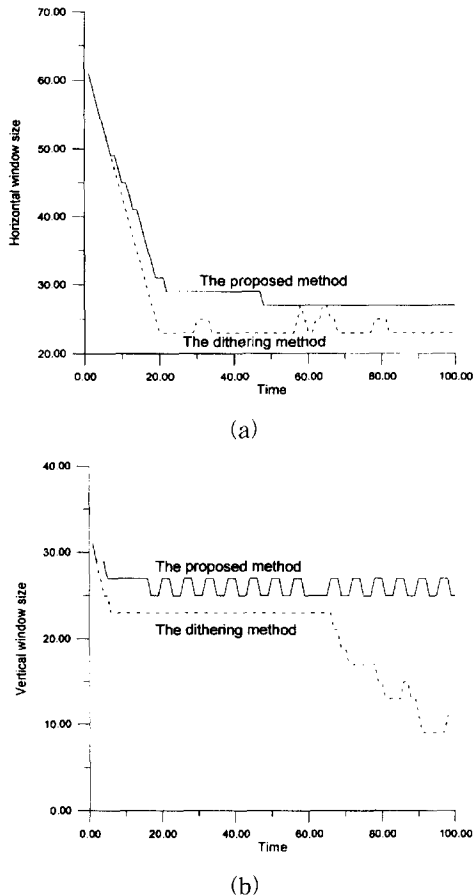 70.00
60.00
50.00
40.00
30.00
20.00
Horizontal window size
The proposed method
The dithering method
0.00 20.00 40.00 60.00 80.00 100.00
Time
(a)
40.00
30.00
20.00
10.00
0.00
Vertical window size
The proposed method
The dithering method
0.00 20.00 40.00 60.00 80.00 100.00
Time
(b)